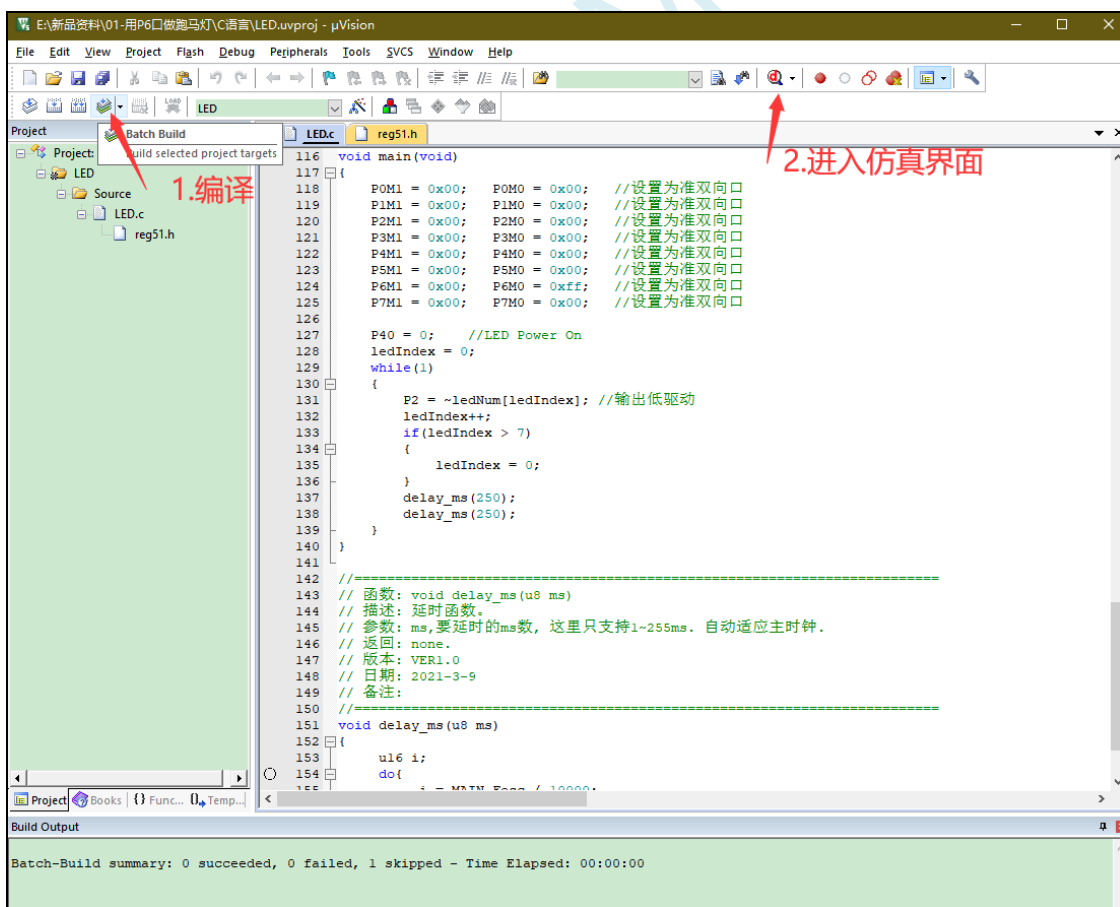 E:\新品资料\01-用P6口做跑马灯\C语言\LED.uvproj - µVision
File Edit View Project Flash Debug Peripherals Tools SVCS Window Help
LOAD
LED
Project
LED.c
reg51.h
Batch Build
Build selected project targets
Project:
LED
Source
LED.c
reg51.h
1.编译
2.进入仿真界面
116 void main(void)
117 {
118 P0M1 = 0x00; P0M0 = 0x00; //设置为准双向口
119 P1M1 = 0x00; P1M0 = 0x00; //设置为准双向口
120 P2M1 = 0x00; P2M0 = 0x00; //设置为准双向口
121 P3M1 = 0x00; P3M0 = 0x00; //设置为准双向口
122 P4M1 = 0x00; P4M0 = 0x00; //设置为准双向口
123 P5M1 = 0x00; P5M0 = 0x00; //设置为准双向口
124 P6M1 = 0x00; P6M0 = 0xff; //设置为准双向口
125 P7M1 = 0x00; P7M0 = 0x00; //设置为准双向口
126
127 P40 = 0; //LED Power On
128 ledIndex = 0;
129 while(1)
130 {
131 P2 = ~ledNum[ledIndex]; //输出低驱动
132 ledIndex++;
133 if(ledIndex > 7)
134 {
135 ledIndex = 0;
136 }
137 delay_ms(250);
138 delay_ms(250);
139 }
140 }
141
142 //========================================================================
143 // 函数: void delay_ms(u8 ms)
144 // 描述: 延时函数。
145 // 参数: ms,要延时的ms数, 这里只支持1~255ms. 自动适应主时钟.
146 // 返回: none.
147 // 版本: VER1.0
148 // 日期: 2021-3-9
149 // 备注:
150 //========================================================================
151 void delay_ms(u8 ms)
152 {
153 u16 i;
154 do{
155 i = MAIN_Fosc / 10000;
Project Books {} Func... Temp...
Build Output
Batch-Build summary: 0 succeeded, 0 failed, 1 skipped - Time Elapsed: 00:00:00